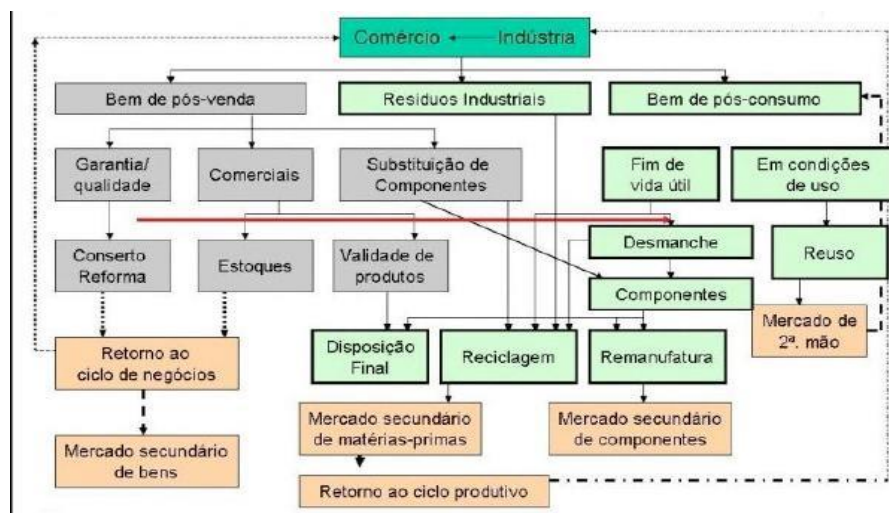 Comércio Indústria
Bem de pós-venda
Resíduos Industriais
Bem de pós-consumo
Garantia/
qualidade
Comerciais
Substituição de
Componentes
Fim de
vida útil
Em condições
de uso
Conserto
Reforma
Estoques
Validade de
produtos
Desmanche
Reuso
Componentes
Retorno ao
ciclo de negócios
Disposição
Final
Reciclagem
Remanufatura
Mercado de
2ª. mão
Mercado secundário
de bens
Mercado secundário
de matérias-primas
Mercado secundário
de componentes
Retorno ao ciclo produtivo